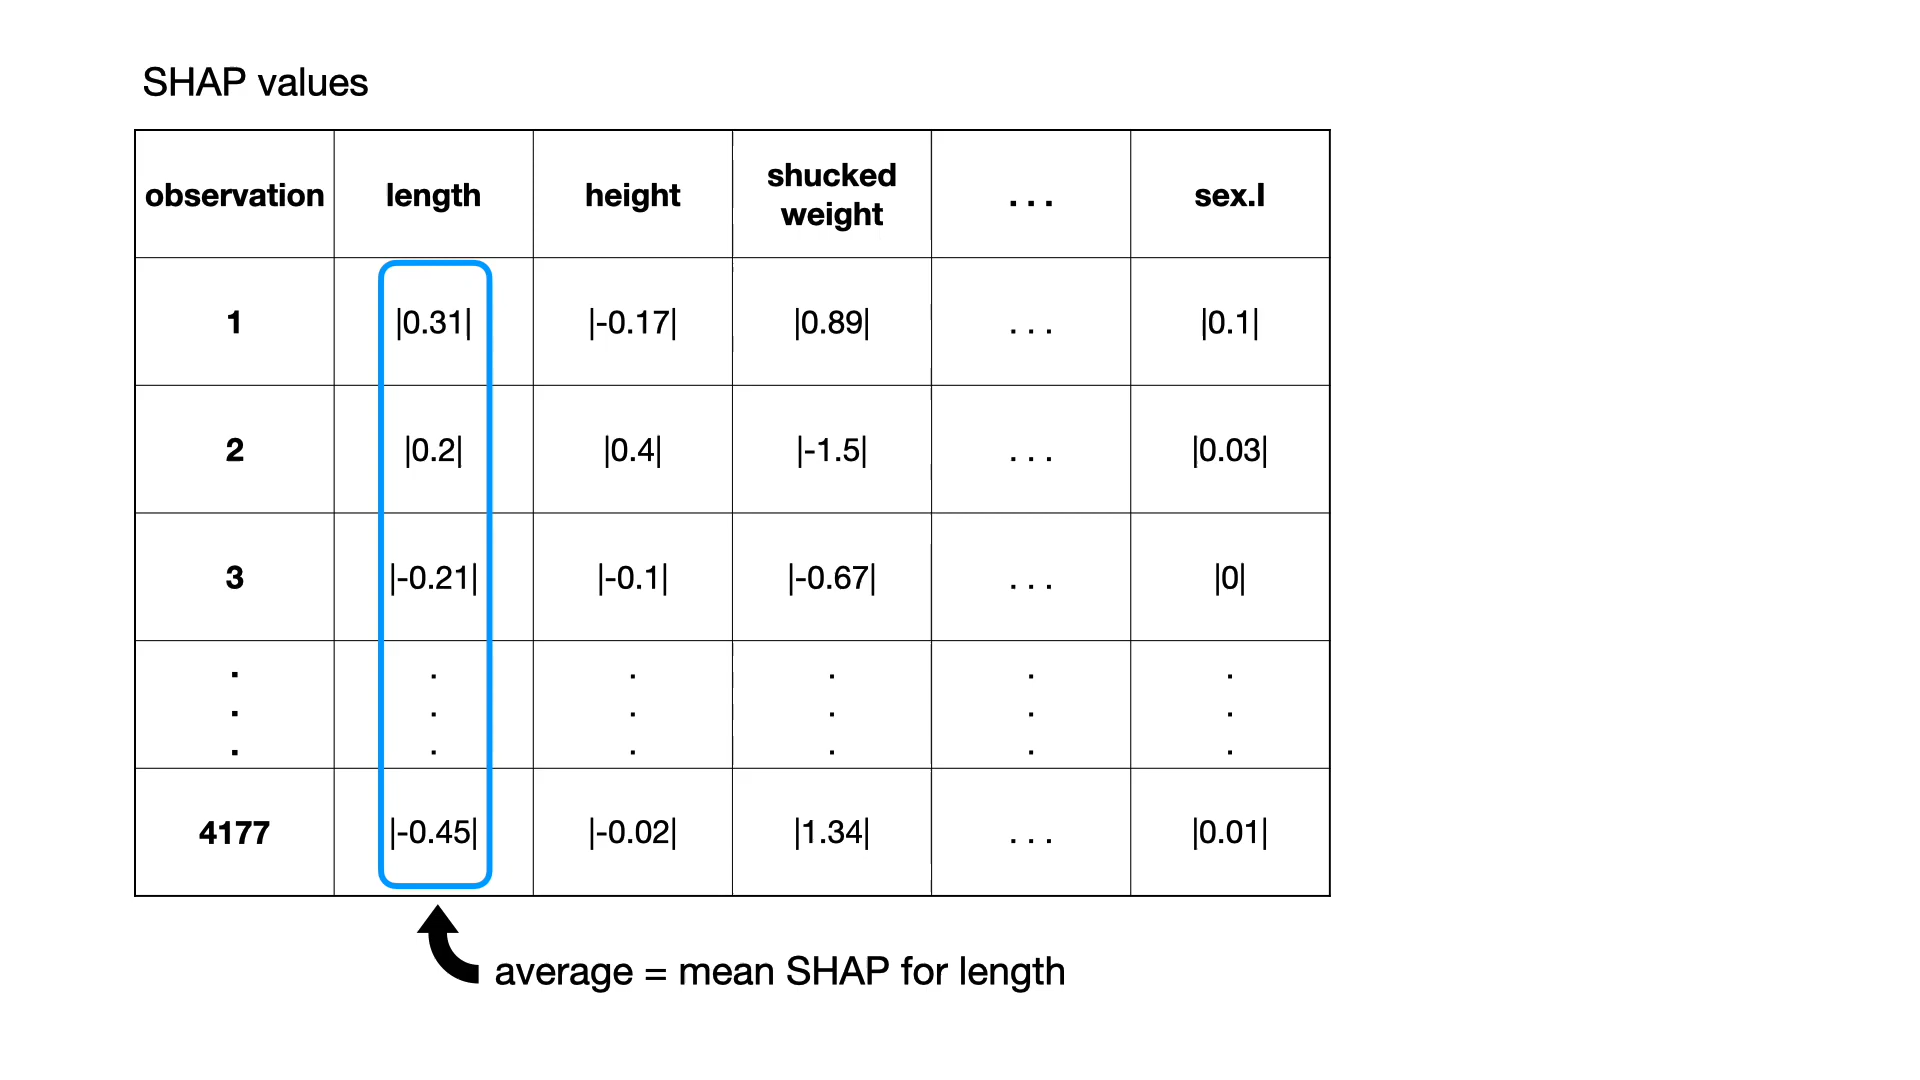 SHAP values
observation length height shucked weight . . . sex.I
1 |0.31| |-0.17| |0.89| . . . |0.1|
2 |0.2| |0.4| |-1.5| . . . |0.03|
3 |-0.21| |-0.1| |-0.67| . . . |0|
. . . . . .
. . . . . .
. . . . . .
4177 |-0.45| |-0.02| |1.34| . . . |0.01|
average = mean SHAP for length